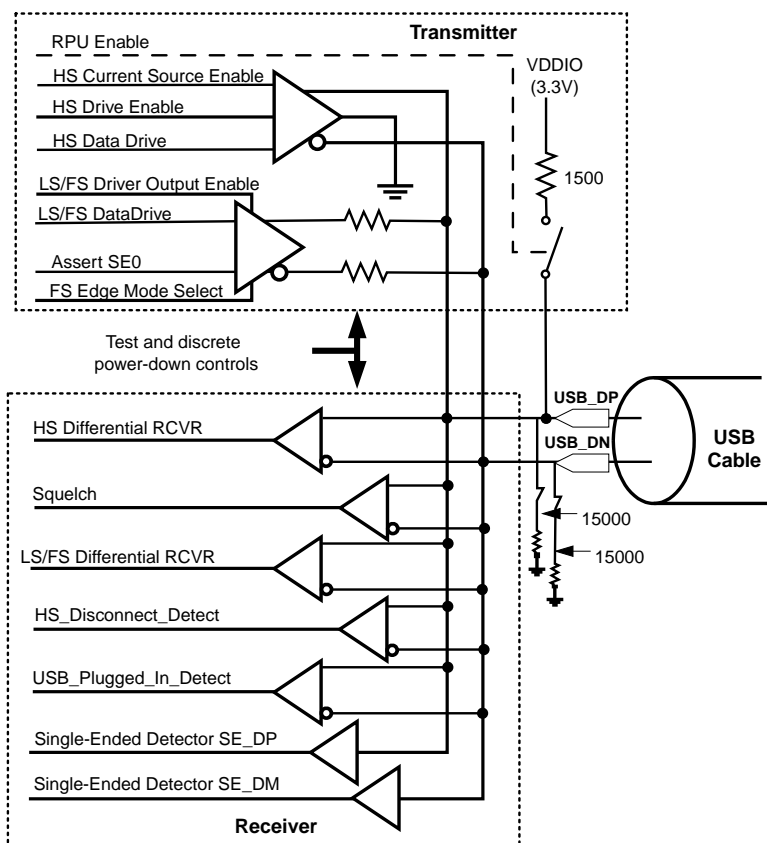 Transmitter
RPU Enable
VDDIO
(3.3V)
HS Current Source Enable
HS Drive Enable
HS Data Drive
1500
LS/FS Driver Output Enable
LS/FS DataDrive
Assert SE0
FS Edge Mode Select
Test and discrete
power-down controls
USB_DP
HS Differential RCVR
USB_DN
USB
Cable
Squelch
15000
LS/FS Differential RCVR
15000
HS_Disconnect_Detect
USB_Plugged_In_Detect
Single-Ended Detector SE_DP
Single-Ended Detector SE_DM
Receiver